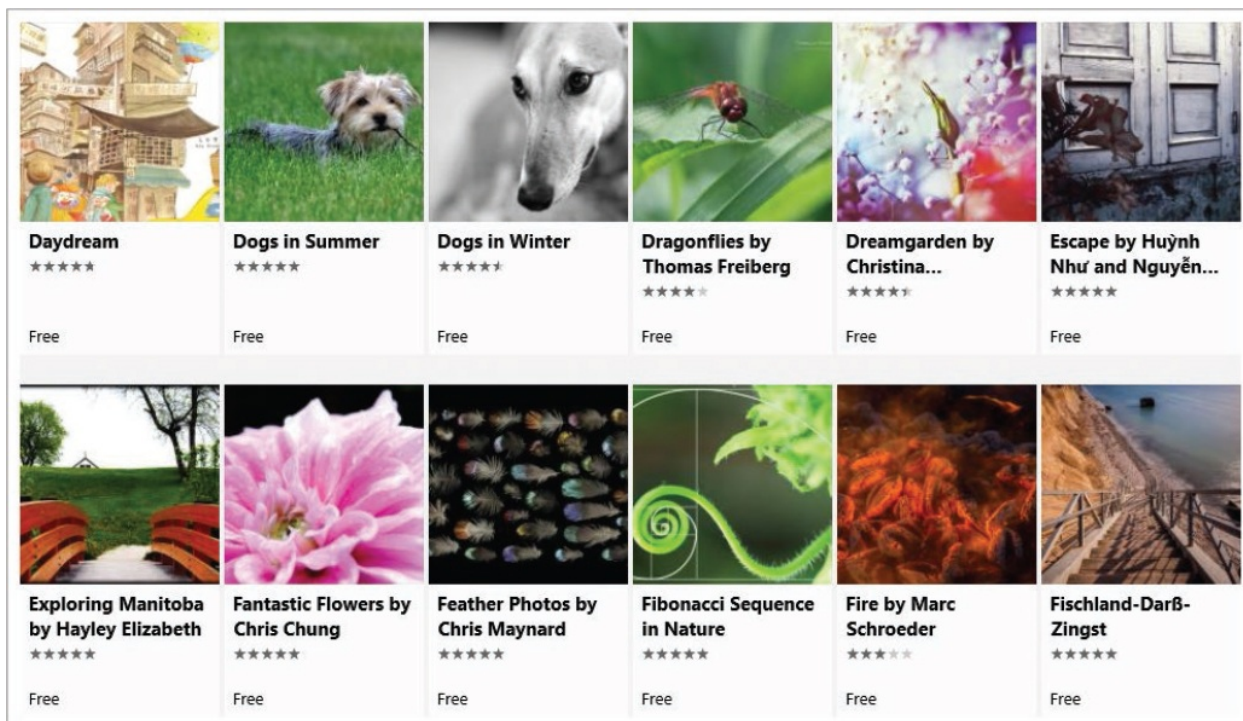 Daydream
Dogs in Summer
Dogs in Winter
Dragonflies by
Thomas Freiberg
Dreamgarden by
Christina...
Escape by Huỳnh
Như and Nguyễn...
Free
Free
Free
Free
Free
Free
Exploring Manitoba
by Hayley Elizabeth
Fantastic Flowers by
Chris Chung
Feather Photos by
Chris Maynard
Fibonacci Sequence
in Nature
Fire by Marc
Schroeder
Fischland-Darß-
Zingst
Free
Free
Free
Free
Free
Free